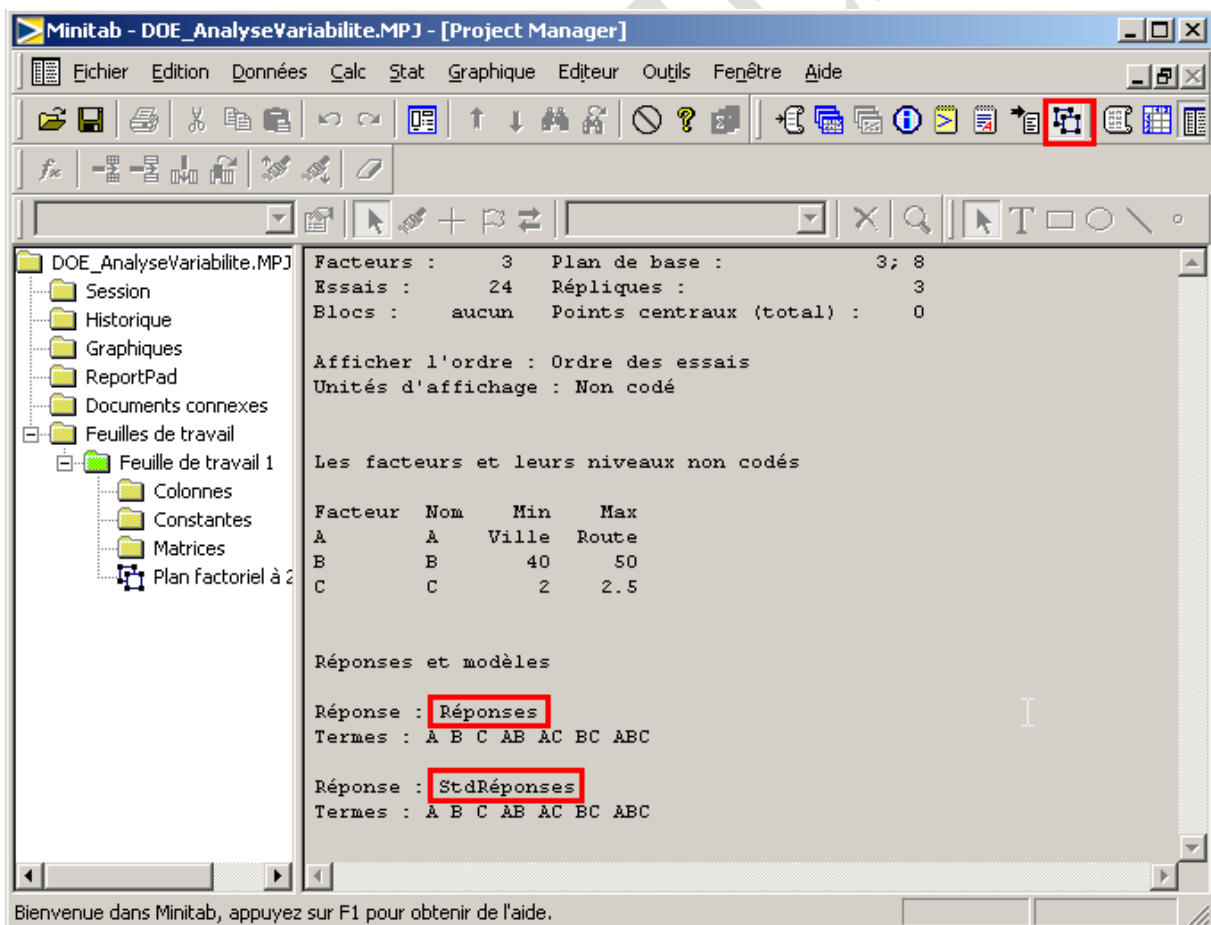 Minitab - DOE_AnalyseVariabilite.MPJ - [Project Manager]
Fichier Edition Données Calc Stat Graphique Editeur Outils Fenêtre Aide
DOE_AnalyseVariabilite.MPJ
Session
Historique
Graphiques
ReportPad
Documents connexes
Feuilles de travail
Feuille de travail 1
Colonnes
Constantes
Matrices
Plan factoriel à 2
Facteurs : 3 Plan de base : 3; 8
Essais : 24 Répliques : 3
Blocs : aucun Points centraux (total) : 0
Afficher l'ordre : Ordre des essais
Unités d'affichage : Non codé
Les facteurs et leurs niveaux non codés
Facteur Nom Min Max
A A Ville Route
B B 40 50
C C 2 2.5
Réponses et modèles
Réponse : Réponses
Termes : A B C AB AC BC ABC
Réponse : StdRéponses
Termes : A B C AB AC BC ABC
Bienvenue dans Minitab, appuyez sur F1 pour obtenir de l'aide.